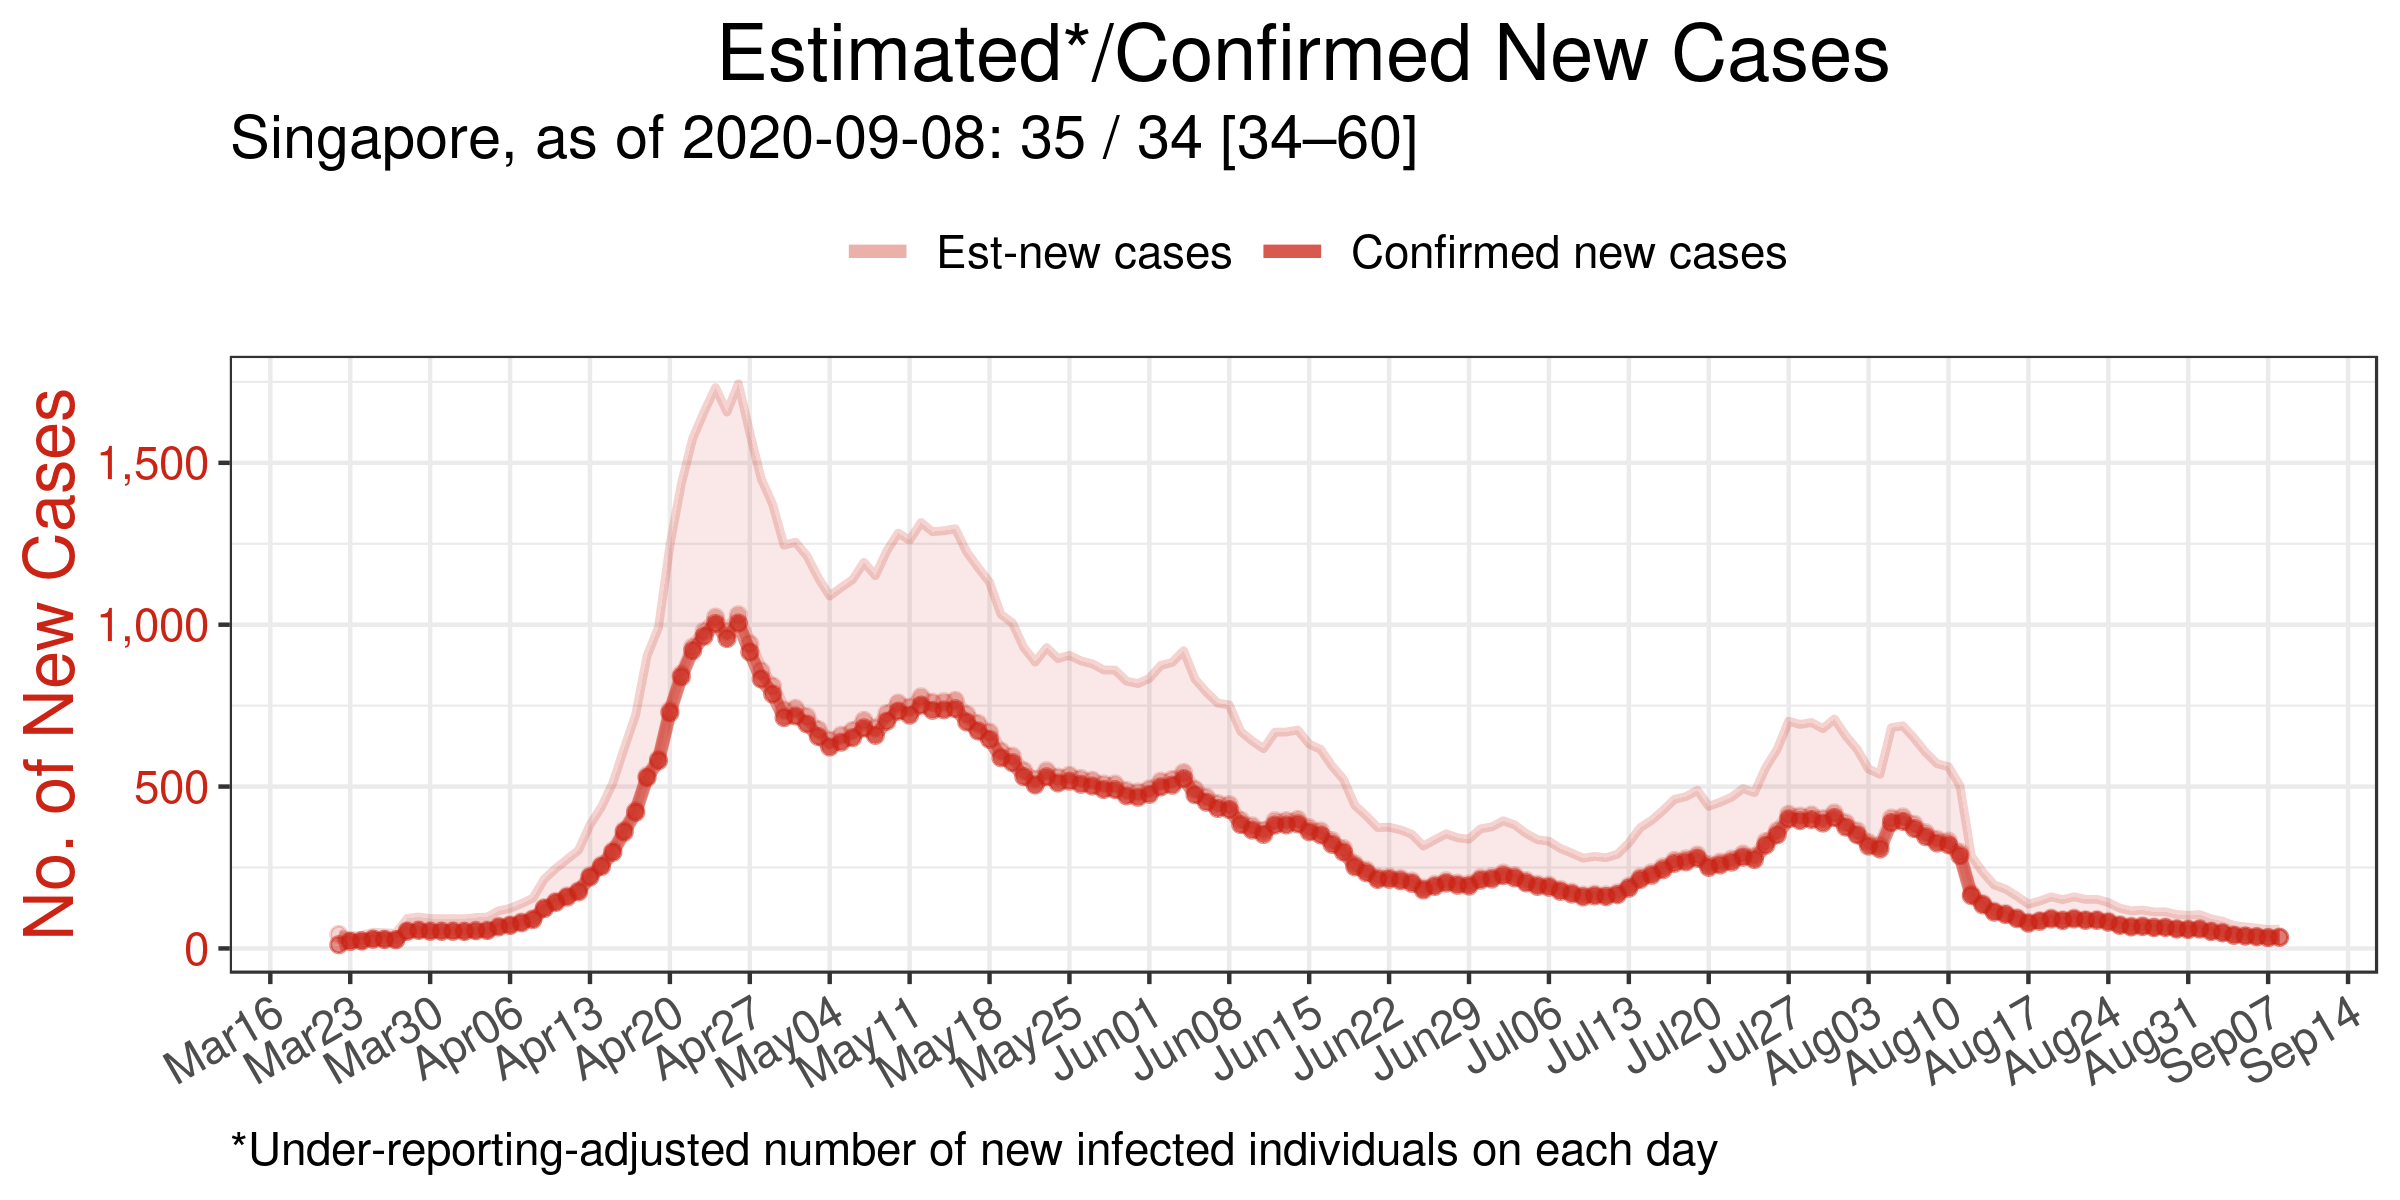 Estimated*/Confirmed New Cases
Singapore, as of 2020-09-08: 35 / 34 [34–60]
Est-new cases
Confirmed new cases
No. of New Cases
1,500
1,000
500
0
Mar16
Mar23
Mar30
Apr06
Apr13
Apr20
Apr27
May04
May11
May18
May25
Jun01
Jun08
Jun15
Jun22
Jun29
Jul06
Jul13
Jul20
Jul27
Aug03
Aug10
Aug17
Aug24
Aug31
Sep07
Sep14
*Under-reporting-adjusted number of new infected individuals on each day